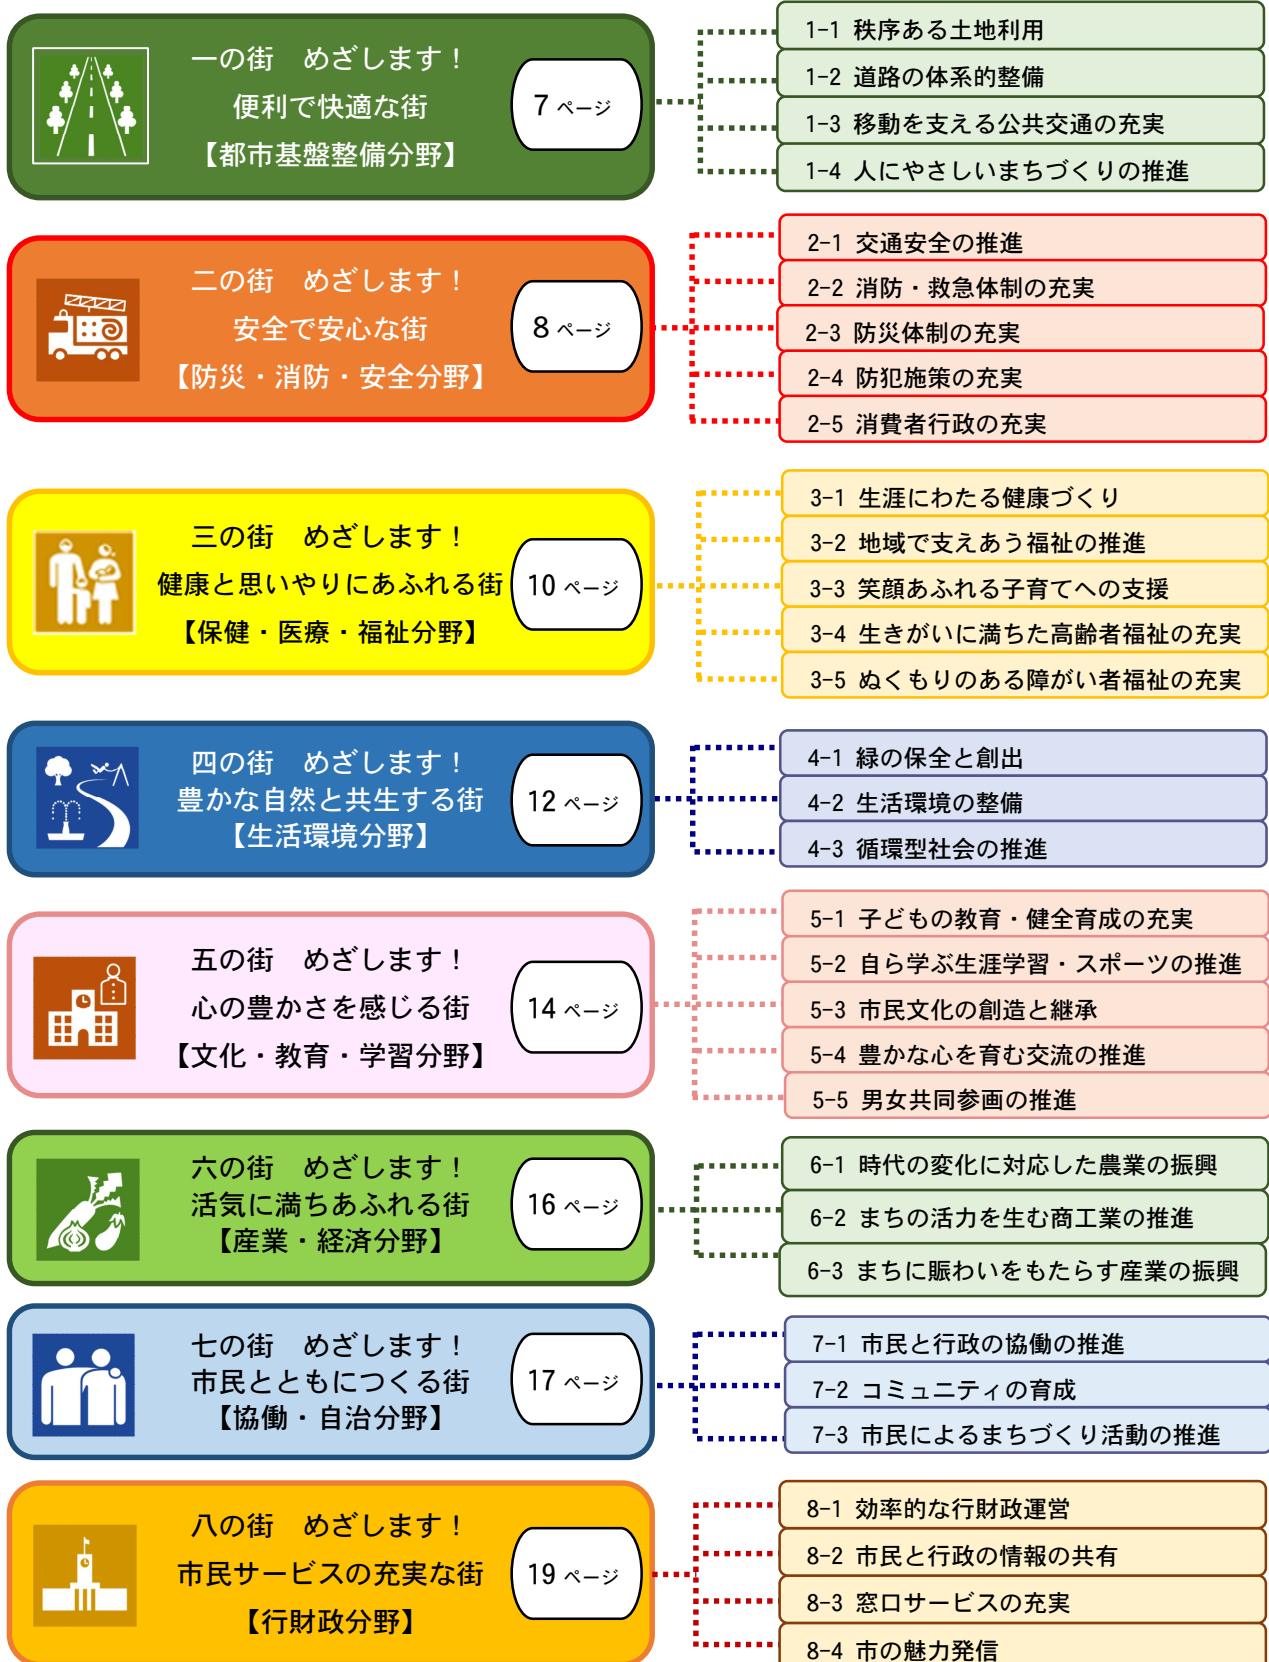 一の街　めざします！
便利で快適な街
【都市基盤整備分野】
7 ページ
1-1 秩序ある土地利用
1-2 道路の体系的整備
1-3 移動を支える公共交通の充実
1-4 人にやさしいまちづくりの推進
二の街　めざします！
安全で安心な街
【防災・消防・安全分野】
8 ページ
2-1 交通安全の推進
2-2 消防・救急体制の充実
2-3 防災体制の充実
2-4 防犯施策の充実
2-5 消費者行政の充実
三の街　めざします！
健康と思いやりにあふれる街
【保健・医療・福祉分野】
10 ページ
3-1 生涯にわたる健康づくり
3-2 地域で支えあう福祉の推進
3-3 笑顔あふれる子育てへの支援
3-4 生きがいに満ちた高齢者福祉の充実
3-5 ぬくもりのある障がい者福祉の充実
四の街　めざします！
豊かな自然と共生する街
【生活環境分野】
12 ページ
4-1 緑の保全と創出
4-2 生活環境の整備
4-3 循環型社会の推進
五の街　めざします！
心の豊かさを感じる街
【文化・教育・学習分野】
14 ページ
5-1 子どもの教育・健全育成の充実
5-2 自ら学ぶ生涯学習・スポーツの推進
5-3 市民文化の創造と継承
5-4 豊かな心を育む交流の推進
5-5 男女共同参画の推進
六の街　めざします！
活気に満ちあふれる街
【産業・経済分野】
16 ページ
6-1 時代の変化に対応した農業の振興
6-2 まちの活力を生む商工業の推進
6-3 まちに賑わいをもたらす産業の振興
七の街　めざします！
市民とともにつくる街
【協働・自治分野】
17 ページ
7-1 市民と行政の協働の推進
7-2 コミュニティの育成
7-3 市民によるまちづくり活動の推進
八の街　めざします！
市民サービスの充実な街
【行財政分野】
19 ページ
8-1 効率的な行財政運営
8-2 市民と行政の情報の共有
8-3 窓口サービスの充実
8-4 市の魅力発信